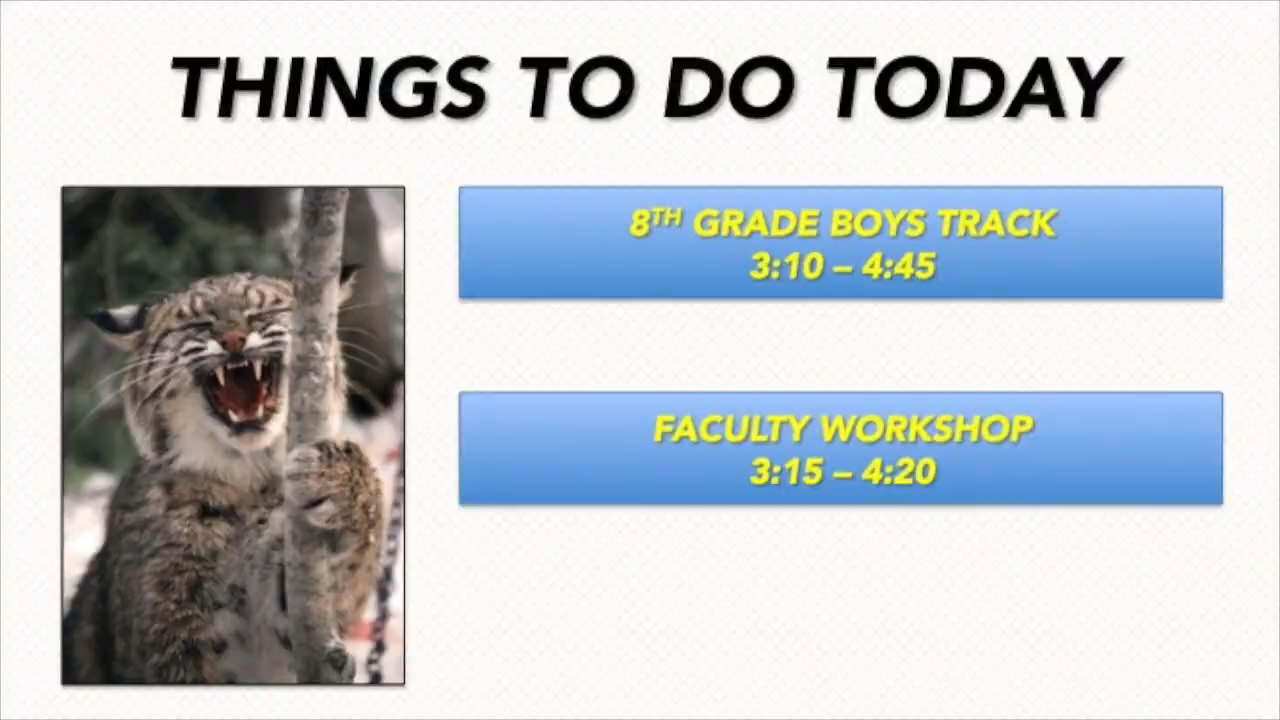 THINGS TO DO TODAY
8TH GRADE BOYS TRACK
3:10 – 4:45
FACULTY WORKSHOP
3:15 – 4:20